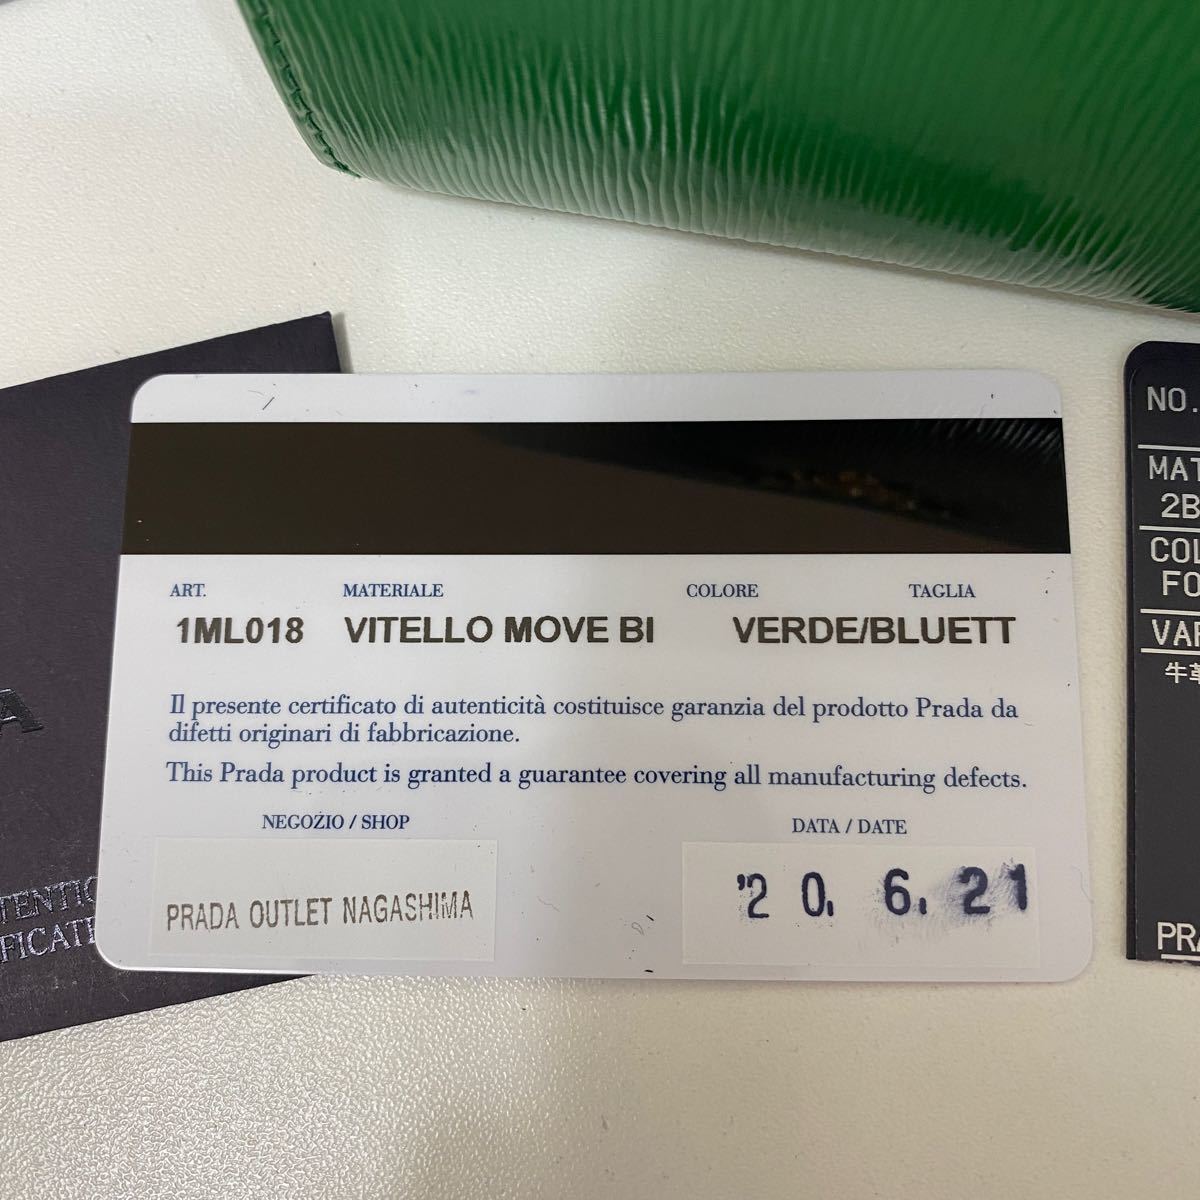 ART. MATERIALE COLORE TAGLIA
1ML018 VITELLO MOVE BI VERDE/BLUETT
Il presente certificato di autenticità costituisce garanzia del prodotto Prada da
difetti originari di fabbricazione.
This Prada product is granted a guarantee covering all manufacturing defects.
NEGOZIO / SHOP DATA / DATE
PRADA OUTLET NAGASHIMA '20. 6. 21
NO.
MAT
2B
COL
FO
VAR
牛革
PRA
A
TENTIC
FICATE